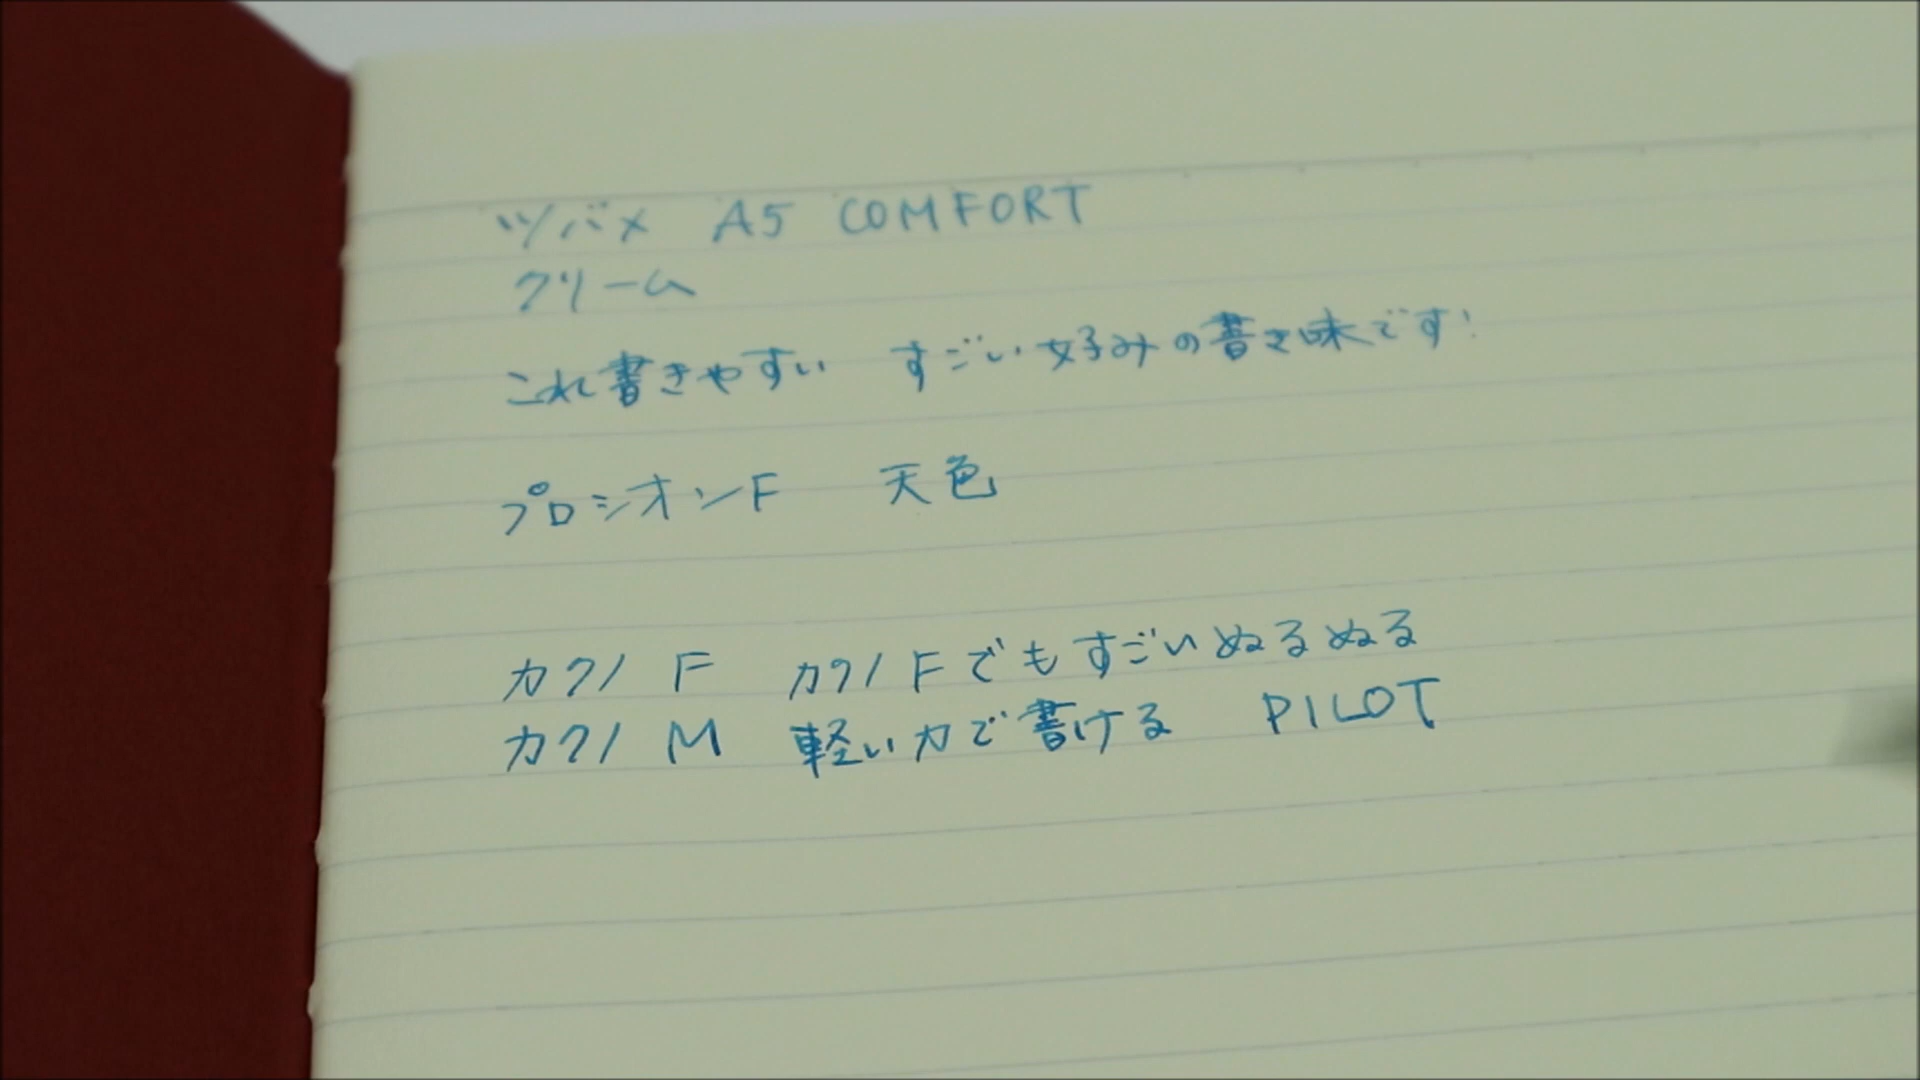 ツバメ A5 COMFORT
クリーム
これ書きやすい すごい好みの書き味です!
プロシオンF 天色
カクノ F カクノFでもすごいぬるぬる
カクノ M 軽い力で書ける PILOT